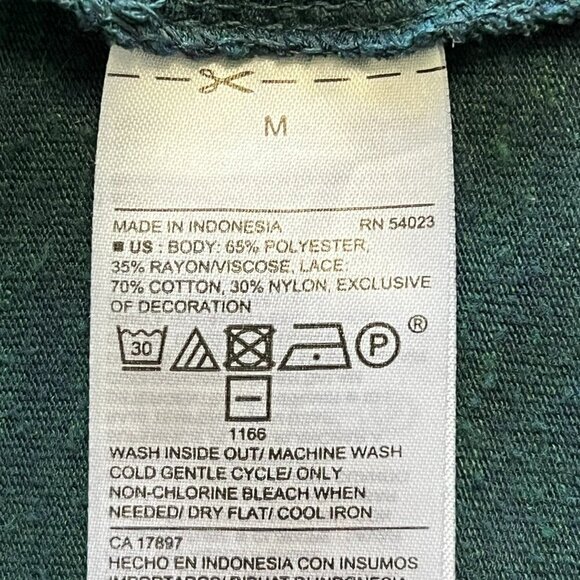 M
MADE IN INDONESIA RN 54023
US : BODY: 65% POLYESTER,
35% RAYON/VISCOSE, LACE:
70% COTTON, 30% NYLON, EXCLUSIVE
OF DECORATION
30 P ®
1166
WASH INSIDE OUT/ MACHINE WASH
COLD GENTLE CYCLE/ ONLY
NON-CHLORINE BLEACH WHEN
NEEDED/ DRY FLAT/ COOL IRON
CA 17897
HECHO EN INDONESIA CON INSUMOS